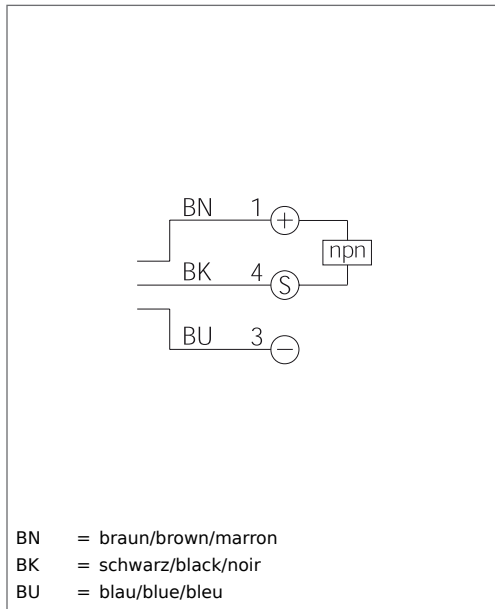 BN 1 +
npn
BK 4 S
BU 3 −
BN = braun/brown/marron
BK = schwarz/black/noir
BU = blau/blue/bleu